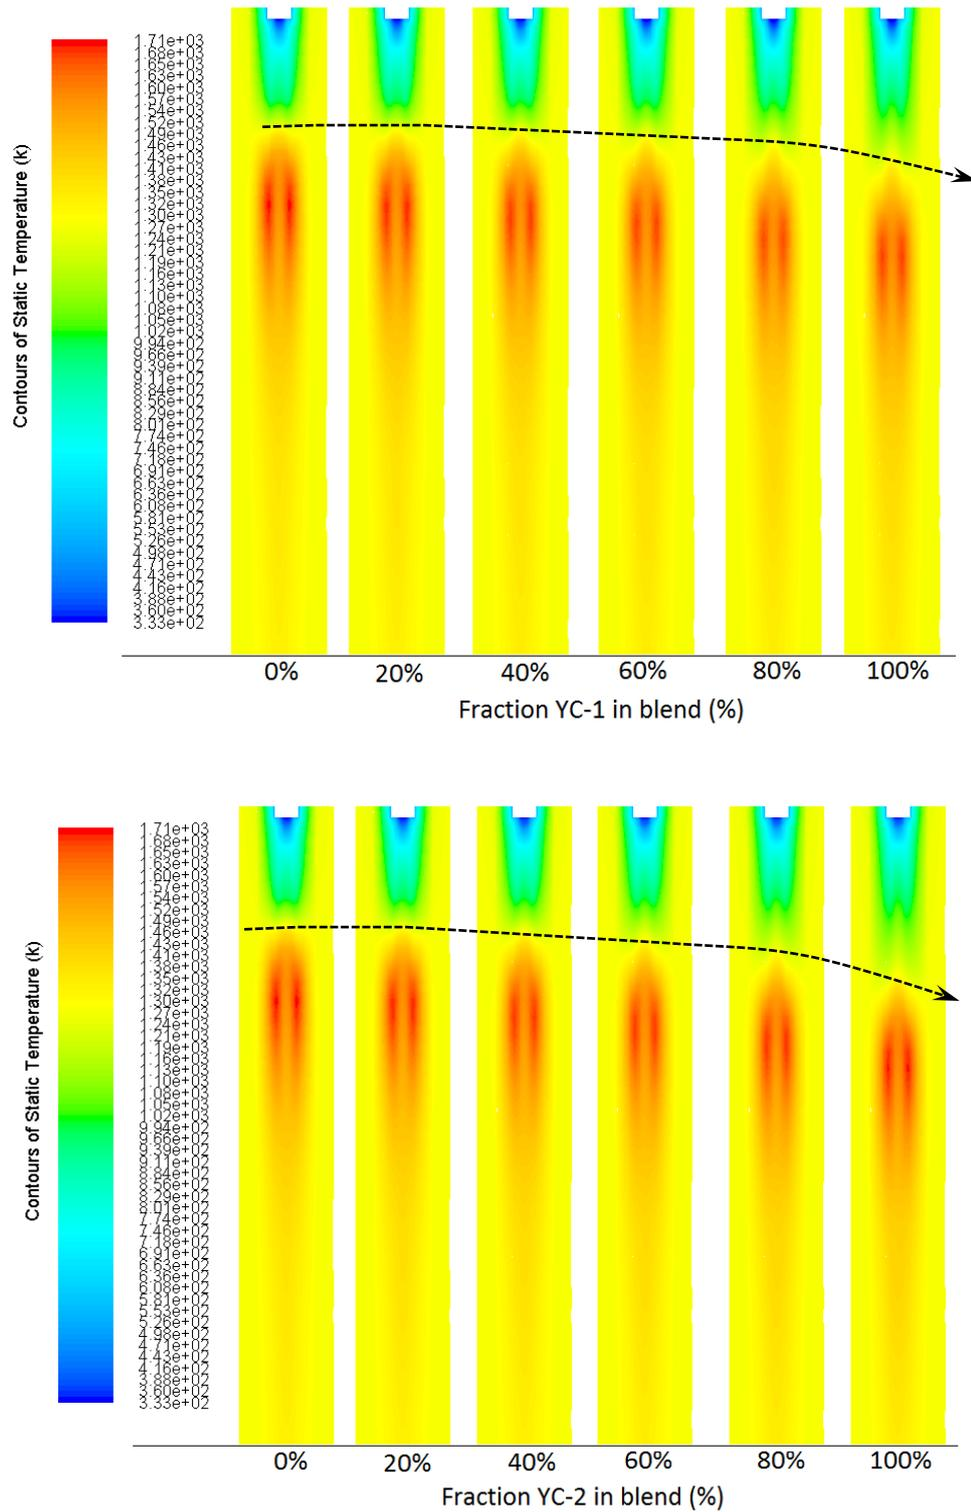 Contours of Static Temperature (k)
1.71e+03
1.68e+03
1.65e+03
1.63e+03
1.60e+03
1.57e+03
1.54e+03
1.52e+03
1.49e+03
1.46e+03
1.43e+03
1.41e+03
1.38e+03
1.35e+03
1.32e+03
1.30e+03
1.27e+03
1.24e+03
1.21e+03
1.19e+03
1.16e+03
1.13e+03
1.10e+03
1.08e+03
1.05e+03
1.02e+03
9.94e+02
9.66e+02
9.39e+02
9.11e+02
8.84e+02
8.56e+02
8.29e+02
8.01e+02
7.74e+02
7.46e+02
7.18e+02
6.91e+02
6.63e+02
6.36e+02
6.08e+02
5.81e+02
5.53e+02
5.26e+02
4.98e+02
4.71e+02
4.43e+02
4.16e+02
3.88e+02
3.60e+02
3.33e+02
0% 20% 40% 60% 80% 100%
Fraction YC-1 in blend (%)
Contours of Static Temperature (k)
1.71e+03
1.68e+03
1.65e+03
1.63e+03
1.60e+03
1.57e+03
1.54e+03
1.52e+03
1.49e+03
1.46e+03
1.43e+03
1.41e+03
1.38e+03
1.35e+03
1.32e+03
1.30e+03
1.27e+03
1.24e+03
1.21e+03
1.19e+03
1.16e+03
1.13e+03
1.10e+03
1.08e+03
1.05e+03
1.02e+03
9.94e+02
9.66e+02
9.39e+02
9.11e+02
8.84e+02
8.56e+02
8.29e+02
8.01e+02
7.74e+02
7.46e+02
7.18e+02
6.91e+02
6.63e+02
6.36e+02
6.08e+02
5.81e+02
5.53e+02
5.26e+02
4.98e+02
4.71e+02
4.43e+02
4.16e+02
3.88e+02
3.60e+02
3.33e+02
0% 20% 40% 60% 80% 100%
Fraction YC-2 in blend (%)